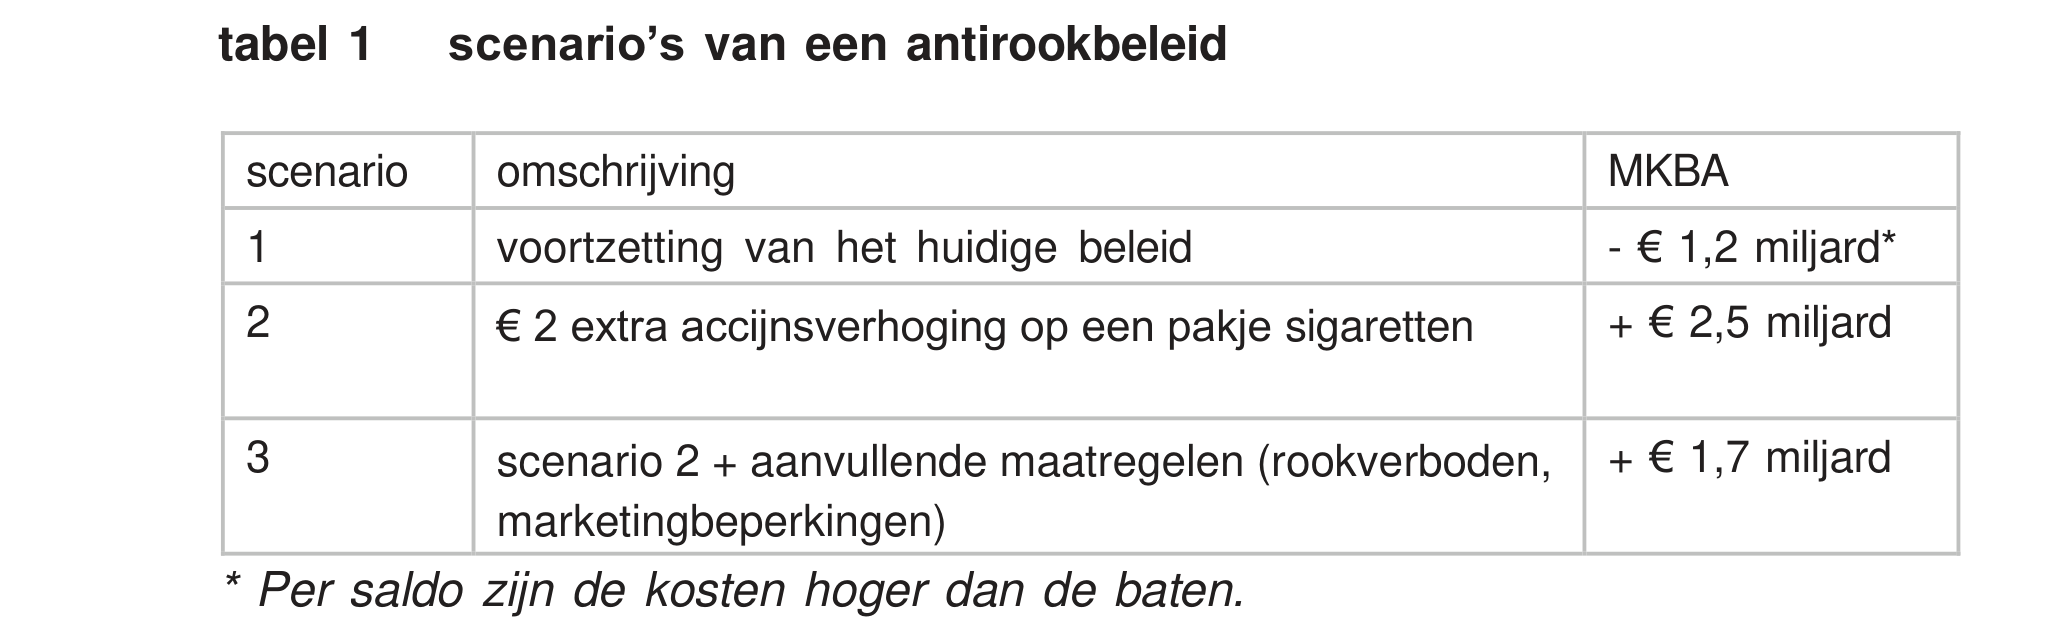 tabel 1 scenario’s van een antirookbeleid
scenario omschrijving MKBA
1 voortzetting van het huidige beleid - € 1,2 miljard*
2 € 2 extra accijnsverhoging op een pakje sigaretten + € 2,5 miljard
3 scenario 2 + aanvullende maatregelen (rookverboden, + € 1,7 miljard
marketingbeperkingen)
* Per saldo zijn de kosten hoger dan de baten.